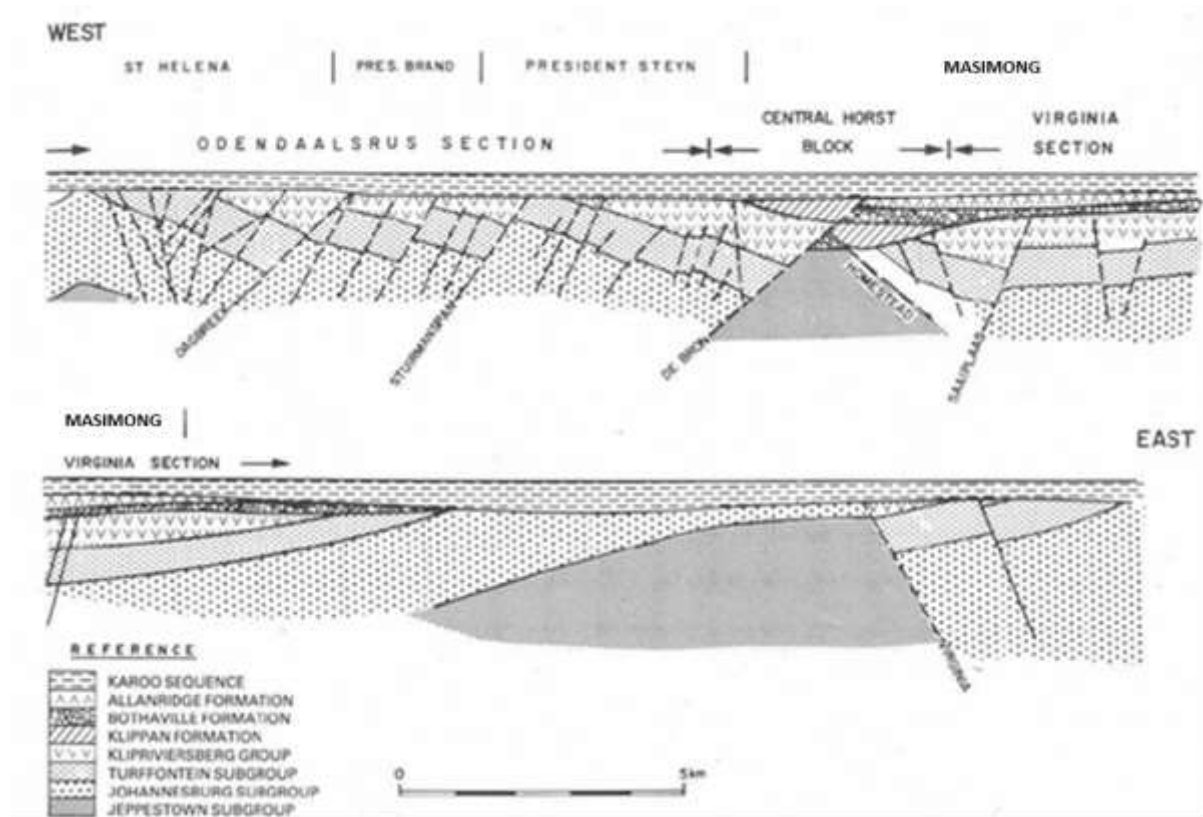 WEST
ST HELENA PRES. BRAND PRESIDENT STEYN MASIMONG
ODENDAALSRUS SECTION CENTRAL HORST BLOCK VIRGINIA SECTION
DAGBREEK
STUIRMANSPAN
DE BRON
HOMESTEAD
SAAIPLAAS
MASIMONG
EAST
VIRGINIA SECTION
VIRGINIA
REFERENCE
KAROO SEQUENCE
ALLANRIDGE FORMATION
BOTHAVILLE FORMATION
KLIPPAN FORMATION
KLIPRIVIERSBERG GROUP
TURFFONTEIN SUBGROUP
JOHANNESBURG SUBGROUP
JEPPESTOWN SUBGROUP
0 5km